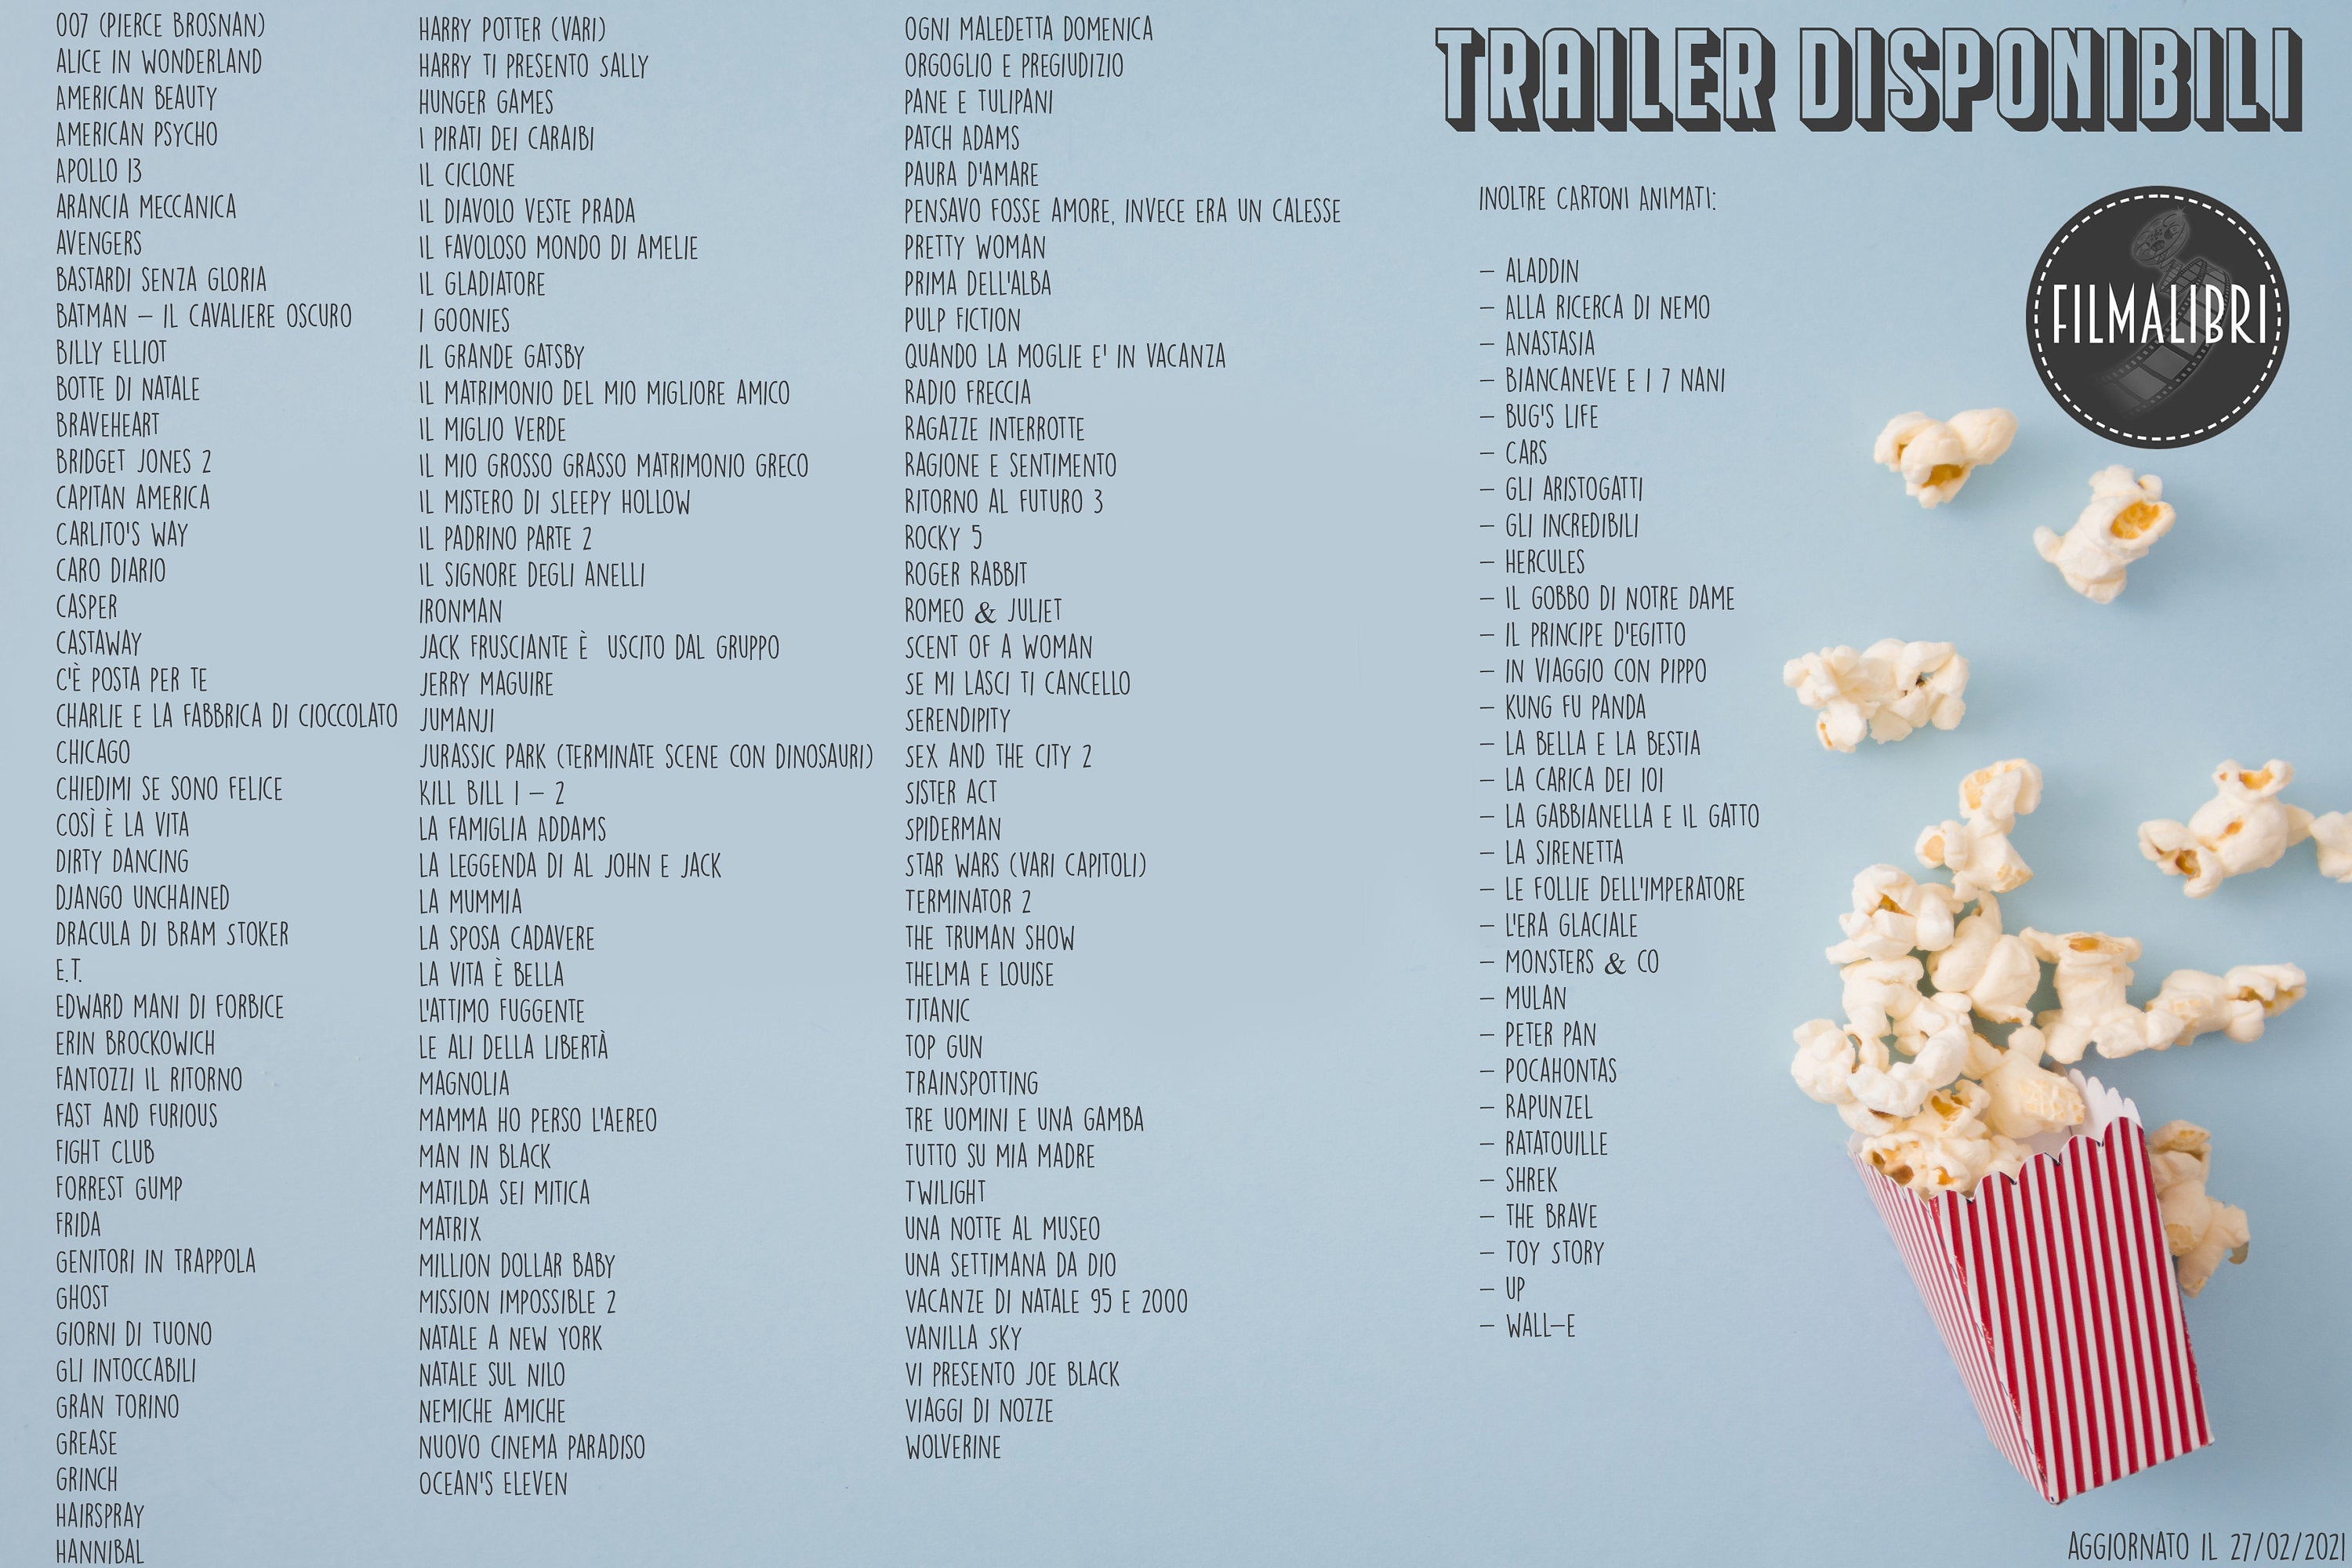 007 (PIERCE BROSNAN)
ALICE IN WONDERLAND
AMERICAN BEAUTY
AMERICAN PSYCHO
APOLLO 13
ARANCIA MECCANICA
AVENGERS
BASTARDI SENZA GLORIA
BATMAN – IL CAVALIERE OSCURO
BILLY ELLIOT
BOTTE DI NATALE
BRAVEHEART
BRIDGET JONES 2
CAPITAN AMERICA
CARLITO'S WAY
CARO DIARIO
CASPER
CASTAWAY
C'È POSTA PER TE
CHARLIE E LA FABBRICA DI CIOCCOLATO
CHICAGO
CHIEDIMI SE SONO FELICE
COSÌ È LA VITA
DIRTY DANCING
DJANGO UNCHAINED
DRACULA DI BRAM STOKER
E.T.
EDWARD MANI DI FORBICE
ERIN BROCKOWICH
FANTOZZI IL RITORNO
FAST AND FURIOUS
FIGHT CLUB
FORREST GUMP
FRIDA
GENITORI IN TRAPPOLA
GHOST
GIORNI DI TUONO
GLI INTOCCABILI
GRAN TORINO
GREASE
GRINCH
HAIRSPRAY
HANNIBAL
HARRY POTTER (VARI)
HARRY TI PRESENTO SALLY
HUNGER GAMES
I PIRATI DEI CARAIBI
IL CICLONE
IL DIAVOLO VESTE PRADA
IL FAVOLOSO MONDO DI AMELIE
IL GLADIATORE
I GOONIES
IL GRANDE GATSBY
IL MATRIMONIO DEL MIO MIGLIORE AMICO
IL MIGLIO VERDE
IL MIO GROSSO GRASSO MATRIMONIO GRECO
IL MISTERO DI SLEEPY HOLLOW
IL PADRINO PARTE 2
IL SIGNORE DEGLI ANELLI
IRONMAN
JACK FRUSCIANTE È USCITO DAL GRUPPO
JERRY MAGUIRE
JUMANJI
JURASSIC PARK (TERMINATE SCENE CON DINOSAURI)
KILL BILL 1 – 2
LA FAMIGLIA ADDAMS
LA LEGGENDA DI AL JOHN E JACK
LA MUMMIA
LA SPOSA CADAVERE
LA VITA È BELLA
L'ATTIMO FUGGENTE
LE ALI DELLA LIBERTÀ
MAGNOLIA
MAMMA HO PERSO L'AEREO
MAN IN BLACK
MATILDA SEI MITICA
MATRIX
MILLION DOLLAR BABY
MISSION IMPOSSIBLE 2
NATALE A NEW YORK
NATALE SUL NILO
NEMICHE AMICHE
NUOVO CINEMA PARADISO
OCEAN'S ELEVEN
OGNI MALEDETTA DOMENICA
ORGOGLIO E PREGIUDIZIO
PANE E TULIPANI
PATCH ADAMS
PAURA D'AMARE
PENSAVO FOSSE AMORE, INVECE ERA UN CALESSE
PRETTY WOMAN
PRIMA DELL'ALBA
PULP FICTION
QUANDO LA MOGLIE E' IN VACANZA
RADIO FRECCIA
RAGAZZE INTERROTTE
RAGIONE E SENTIMENTO
RITORNO AL FUTURO 3
ROCKY 5
ROGER RABBIT
ROMEO & JULIET
SCENT OF A WOMAN
SE MI LASCI TI CANCELLO
SERENDIPITY
SEX AND THE CITY 2
SISTER ACT
SPIDERMAN
STAR WARS (VARI CAPITOLI)
TERMINATOR 2
THE TRUMAN SHOW
THELMA E LOUISE
TITANIC
TOP GUN
TRAINSPOTTING
TRE UOMINI E UNA GAMBA
TUTTO SU MIA MADRE
TWILIGHT
UNA NOTTE AL MUSEO
UNA SETTIMANA DA DIO
VACANZE DI NATALE 95 E 2000
VANILLA SKY
VI PRESENTO JOE BLACK
VIAGGI DI NOZZE
WOLVERINE
TRAILER DISPONIBILI
INOLTRE CARTONI ANIMATI:
– ALADDIN
– ALLA RICERCA DI NEMO
– ANASTASIA
– BIANCANEVE E I 7 NANI
– BUG'S LIFE
– CARS
– GLI ARISTOGATTI
– GLI INCREDIBILI
– HERCULES
– IL GOBBO DI NOTRE DAME
– IL PRINCIPE D'EGITTO
– IN VIAGGIO CON PIPPO
– KUNG FU PANDA
– LA BELLA E LA BESTIA
– LA CARICA DEI 101
– LA GABBIANELLA E IL GATTO
– LA SIRENETTA
– LE FOLLIE DELL'IMPERATORE
– L'ERA GLACIALE
– MONSTERS & CO
– MULAN
– PETER PAN
– POCAHONTAS
– RAPUNZEL
– RATATOUILLE
– SHREK
– THE BRAVE
– TOY STORY
– UP
– WALL–E
FILMALIBRI
AGGIORNATO IL 27/02/2021